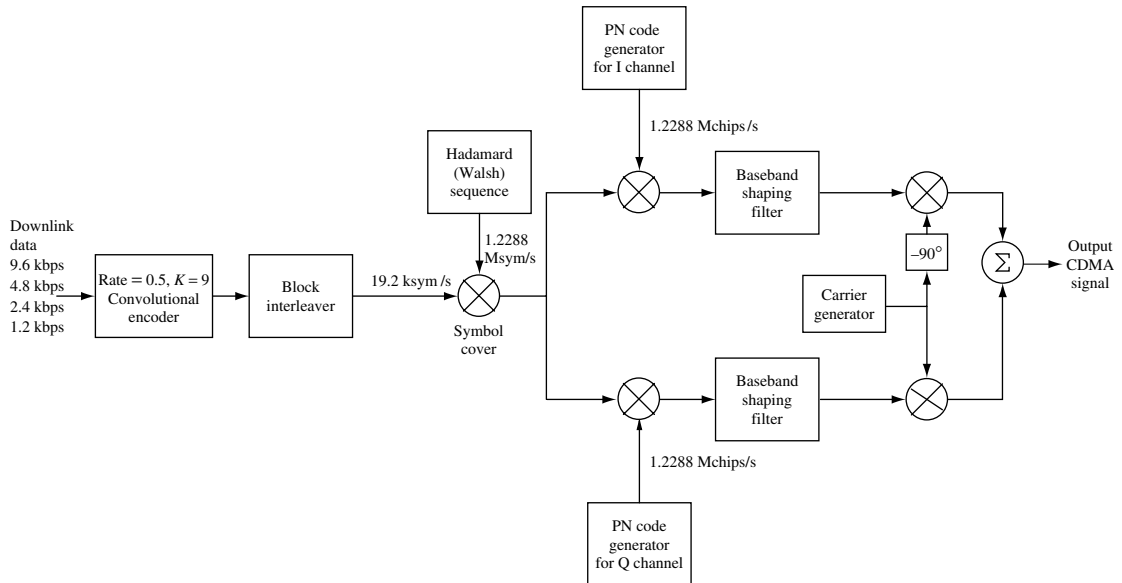 PN code
generator
for I channel
1.2288 Mchips/s
Hadamard
(Walsh)
sequence
Baseband
shaping
filter
Downlink
data
9.6 kbps
4.8 kbps
2.4 kbps
1.2 kbps
Rate = 0.5, K = 9
Convolutional
encoder
Block
interleaver
19.2 ksym/s
1.2288
Msym/s
Symbol
cover
–90°
Carrier
generator
Σ
Output
CDMA
signal
Baseband
shaping
filter
1.2288 Mchips/s
PN code
generator
for Q channel